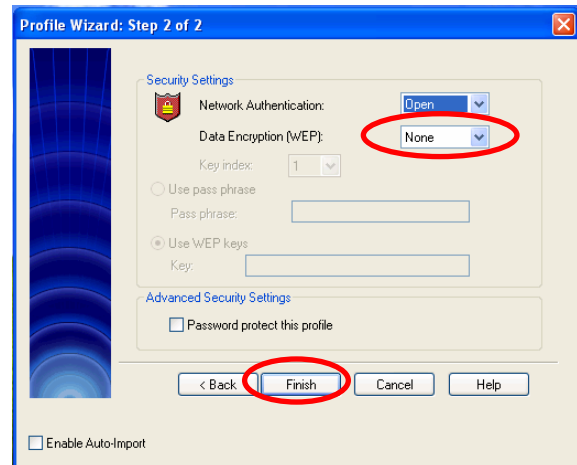 Profile Wizard: Step 2 of 2
Security Settings
Network Authentication: Open
Data Encryption (WEP): None
Key index: 1
Use pass phrase
Pass phrase:
Use WEP keys
Key:
Advanced Security Settings
Password protect this profile
< Back Finish Cancel Help
Enable Auto-Import